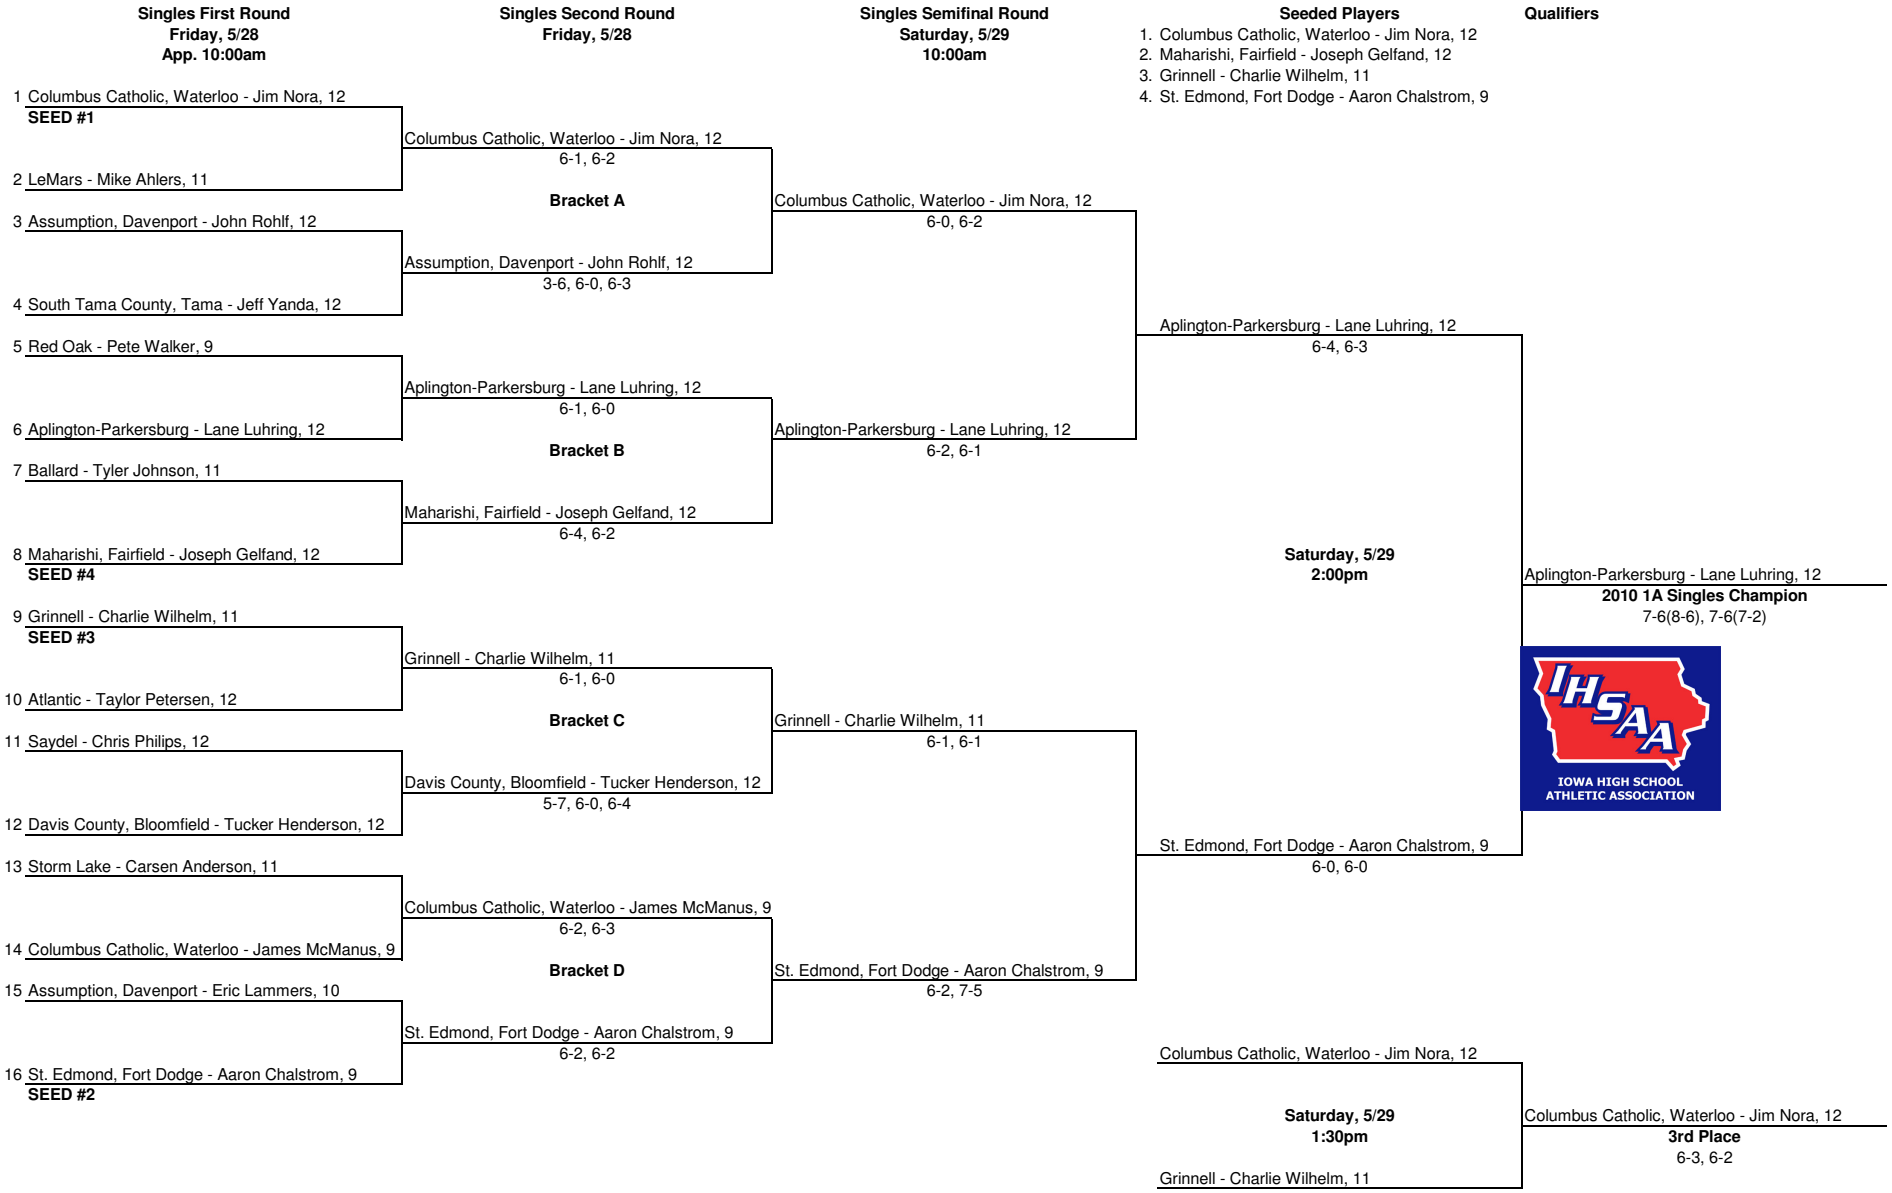 Singles First Round
Friday, 5/28
App. 10:00am
Singles Second Round
Friday, 5/28
Singles Semifinal Round
Saturday, 5/29
10:00am
Seeded Players
1. Columbus Catholic, Waterloo - Jim Nora, 12
2. Maharishi, Fairfield - Joseph Gelfand, 12
3. Grinnell - Charlie Wilhelm, 11
4. St. Edmond, Fort Dodge - Aaron Chalstrom, 9
Qualifiers
1 Columbus Catholic, Waterloo - Jim Nora, 12
SEED #1
2 LeMars - Mike Ahlers, 11
3 Assumption, Davenport - John Rohlf, 12
4 South Tama County, Tama - Jeff Yanda, 12
5 Red Oak - Pete Walker, 9
6 Aplington-Parkersburg - Lane Luhring, 12
7 Ballard - Tyler Johnson, 11
8 Maharishi, Fairfield - Joseph Gelfand, 12
SEED #4
9 Grinnell - Charlie Wilhelm, 11
SEED #3
10 Atlantic - Taylor Petersen, 12
11 Saydel - Chris Philips, 12
12 Davis County, Bloomfield - Tucker Henderson, 12
13 Storm Lake - Carsen Anderson, 11
14 Columbus Catholic, Waterloo - James McManus, 9
15 Assumption, Davenport - Eric Lammers, 10
16 St. Edmond, Fort Dodge - Aaron Chalstrom, 9
SEED #2
Columbus Catholic, Waterloo - Jim Nora, 12
6-1, 6-2
Bracket A
Assumption, Davenport - John Rohlf, 12
3-6, 6-0, 6-3
Aplington-Parkersburg - Lane Luhring, 12
6-1, 6-0
Bracket B
Maharishi, Fairfield - Joseph Gelfand, 12
6-4, 6-2
Grinnell - Charlie Wilhelm, 11
6-1, 6-0
Bracket C
Davis County, Bloomfield - Tucker Henderson, 12
5-7, 6-0, 6-4
Columbus Catholic, Waterloo - James McManus, 9
6-2, 6-3
Bracket D
St. Edmond, Fort Dodge - Aaron Chalstrom, 9
6-2, 6-2
Columbus Catholic, Waterloo - Jim Nora, 12
6-0, 6-2
Aplington-Parkersburg - Lane Luhring, 12
6-2, 6-1
Grinnell - Charlie Wilhelm, 11
6-1, 6-1
St. Edmond, Fort Dodge - Aaron Chalstrom, 9
6-2, 7-5
Aplington-Parkersburg - Lane Luhring, 12
6-4, 6-3
Saturday, 5/29
2:00pm
St. Edmond, Fort Dodge - Aaron Chalstrom, 9
6-0, 6-0
Aplington-Parkersburg - Lane Luhring, 12
2010 1A Singles Champion
7-6(8-6), 7-6(7-2)
IHSAA
IOWA HIGH SCHOOL
ATHLETIC ASSOCIATION
Columbus Catholic, Waterloo - Jim Nora, 12
Saturday, 5/29
1:30pm
Grinnell - Charlie Wilhelm, 11
Columbus Catholic, Waterloo - Jim Nora, 12
3rd Place
6-3, 6-2